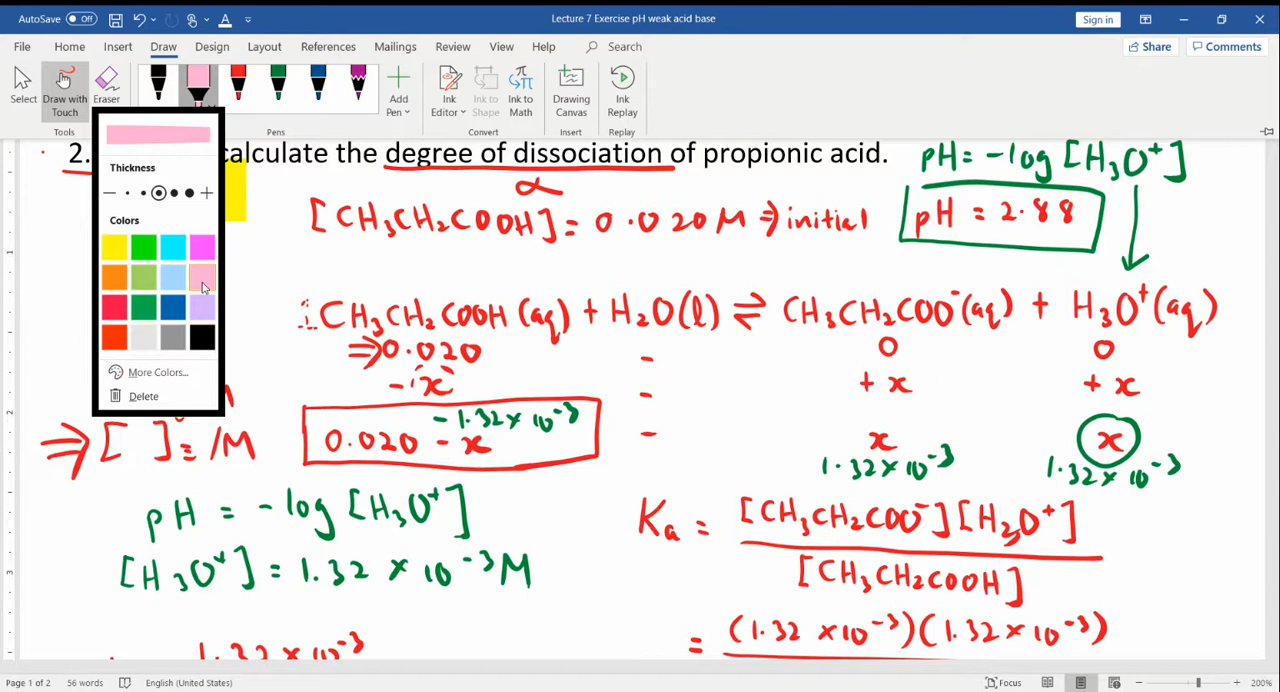 AutoSave Off
Lecture 7 Exercise pH weak acid base
Sign in
File Home Insert Draw Design Layout References Mailings Review View Help Search
Share Comments
Select Draw with Touch Eraser Add Pen Ink Editor Ink to Shape Ink to Math Drawing Canvas Ink Replay
Tools Pens Convert Insert Replay
Thickness
Colors
More Colors...
Delete
2. calculate the degree of dissociation of propionic acid.
α
pH = -log [H3O+]
[CH3CH2COOH] = 0.020 M ⇒ initial
pH = 2.88
CH3CH2COOH (aq) + H2O(l) ⇌ CH3CH2COO-(aq) + H3O+(aq)
⇒ 0.020 - 0 0
- x - + x + x
[ ] /M 0.020 - x - x x
- 1.32 × 10-3 1.32 × 10-3 1.32 × 10-3
pH = -log [H3O+]
[H3O+] = 1.32 × 10-3 M
Ka = [CH3CH2COO-][H3O+]
[CH3CH2COOH]
= (1.32 × 10-3)(1.32 × 10-3)
1.32 × 10-3
Page 1 of 2 56 words English (United States) Focus 200%